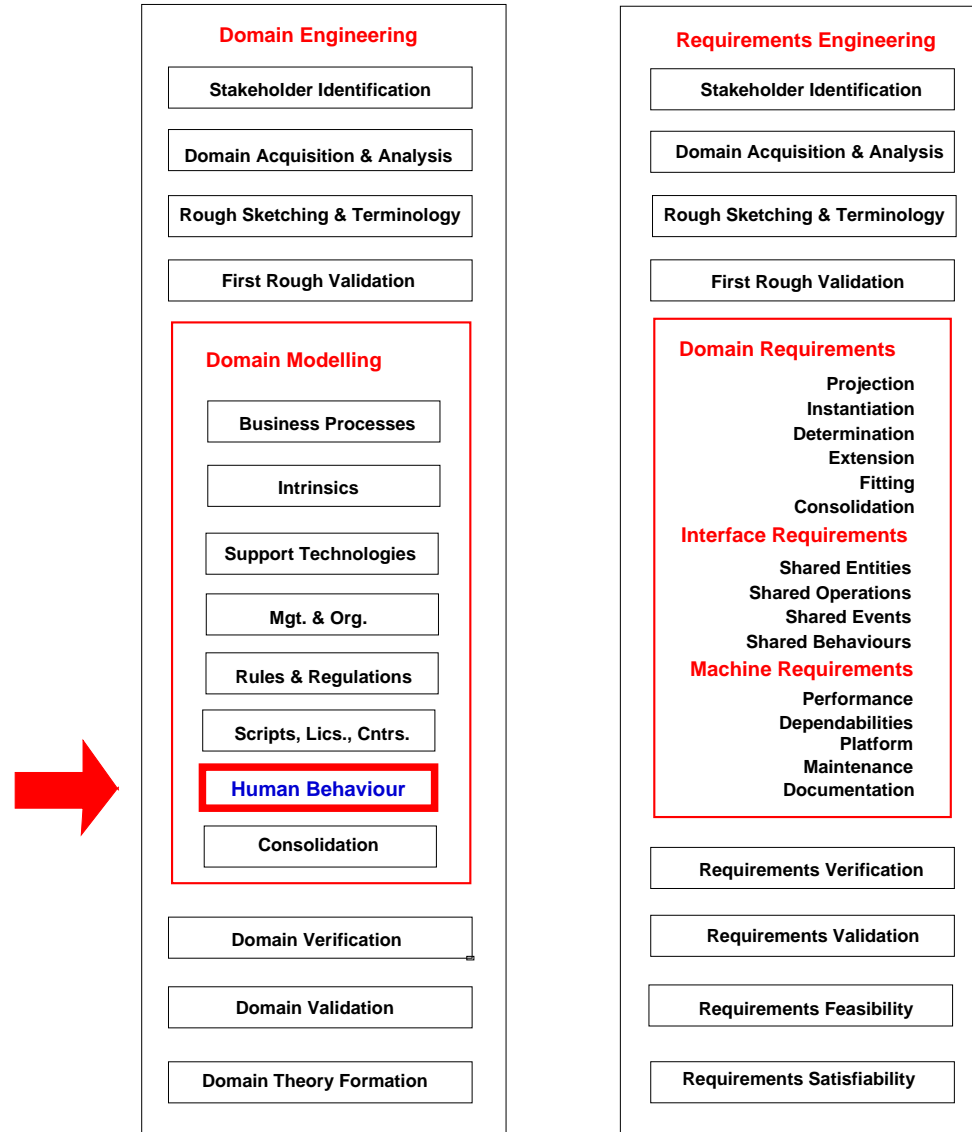 Domain Engineering
Stakeholder Identification
Domain Acquisition & Analysis
Rough Sketching & Terminology
First Rough Validation
Domain Modelling
Business Processes
Intrinsics
Support Technologies
Mgt. & Org.
Rules & Regulations
Scripts, Lics., Cntrs.
Human Behaviour
Consolidation
Domain Verification
Domain Validation
Domain Theory Formation
Requirements Engineering
Stakeholder Identification
Domain Acquisition & Analysis
Rough Sketching & Terminology
First Rough Validation
Domain Requirements
Projection
Instantiation
Determination
Extension
Fitting
Consolidation
Interface Requirements
Shared Entities
Shared Operations
Shared Events
Shared Behaviours
Machine Requirements
Performance
Dependabilities
Platform
Maintenance
Documentation
Requirements Verification
Requirements Validation
Requirements Feasibility
Requirements Satisfiability